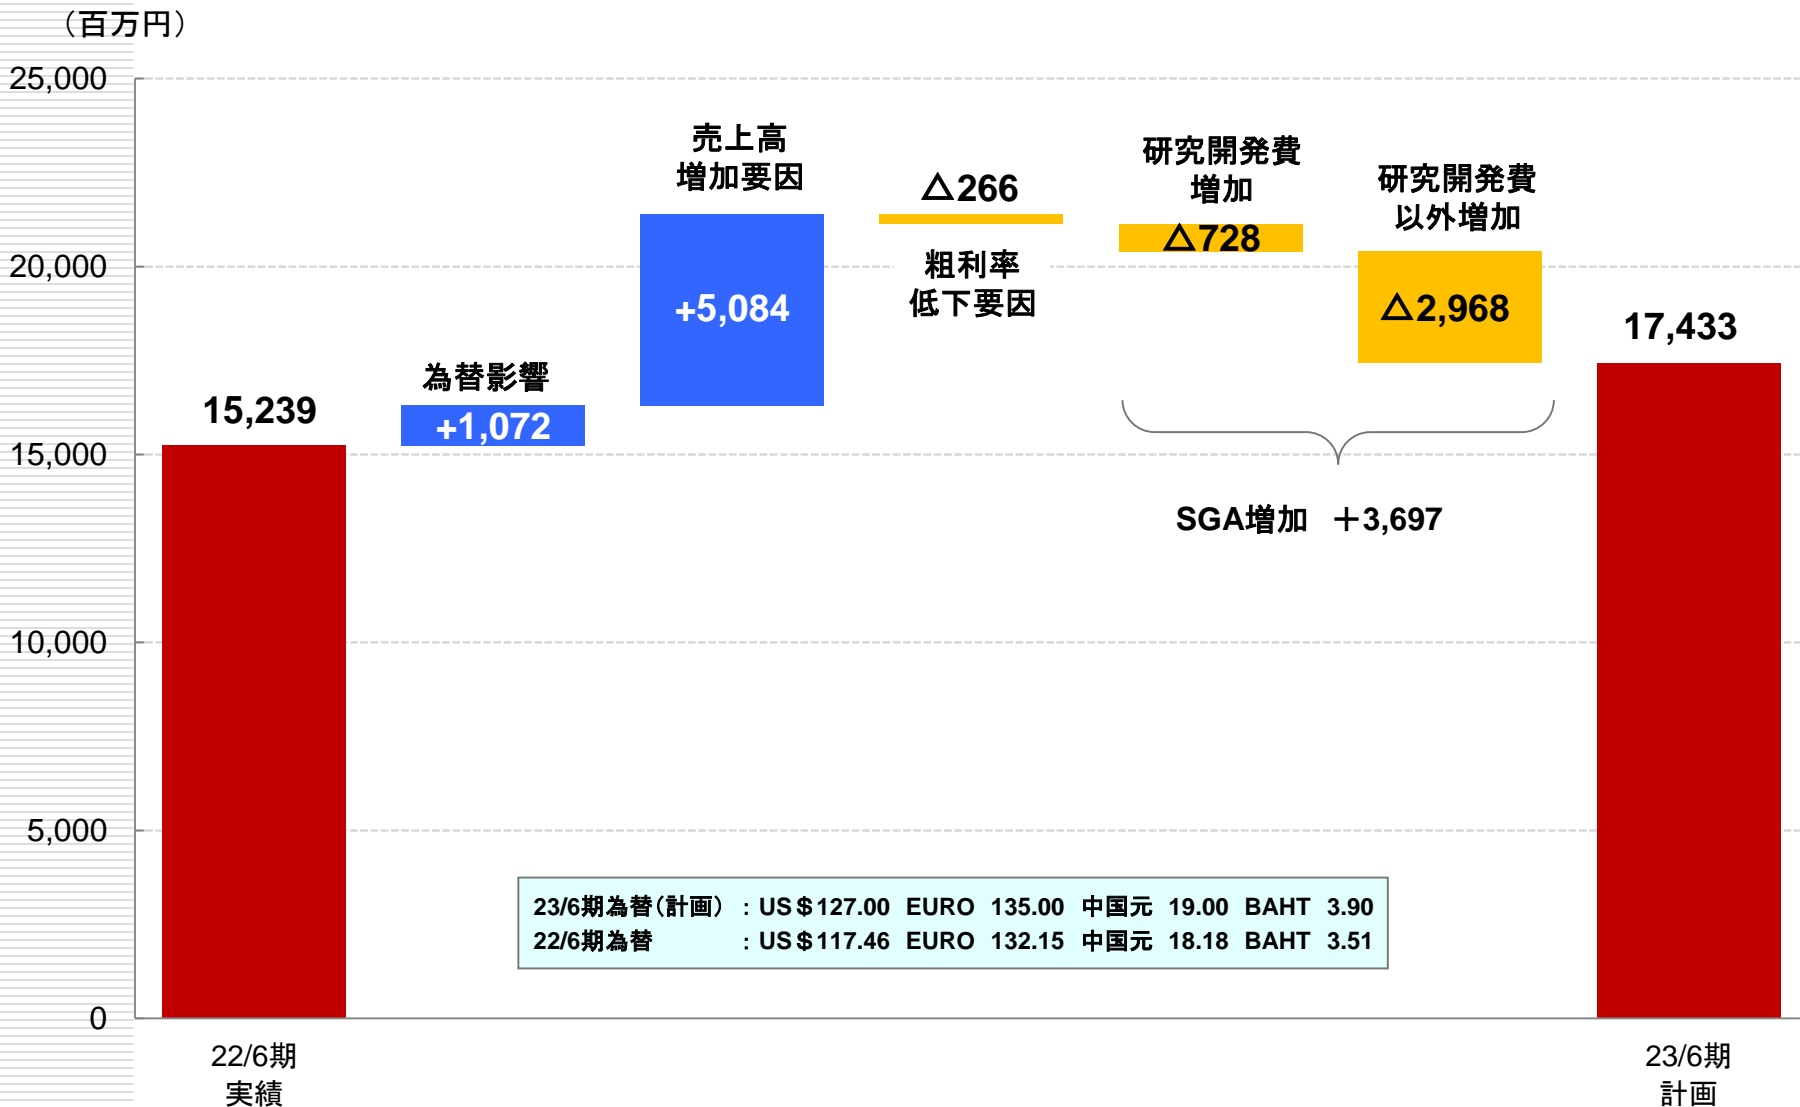 （百万円）
25,000
20,000
15,000
10,000
5,000
0
15,239
為替影響
+1,072
売上高
増加要因
+5,084
△266
粗利率
低下要因
研究開発費
増加
△728
研究開発費
以外増加
△2,968
17,433
SGA増加 ＋3,697
23/6期為替（計画）：US＄127.00 EURO 135.00 中国元 19.00 BAHT 3.90
22/6期為替 ：US＄117.46 EURO 132.15 中国元 18.18 BAHT 3.51
22/6期
実績
23/6期
計画